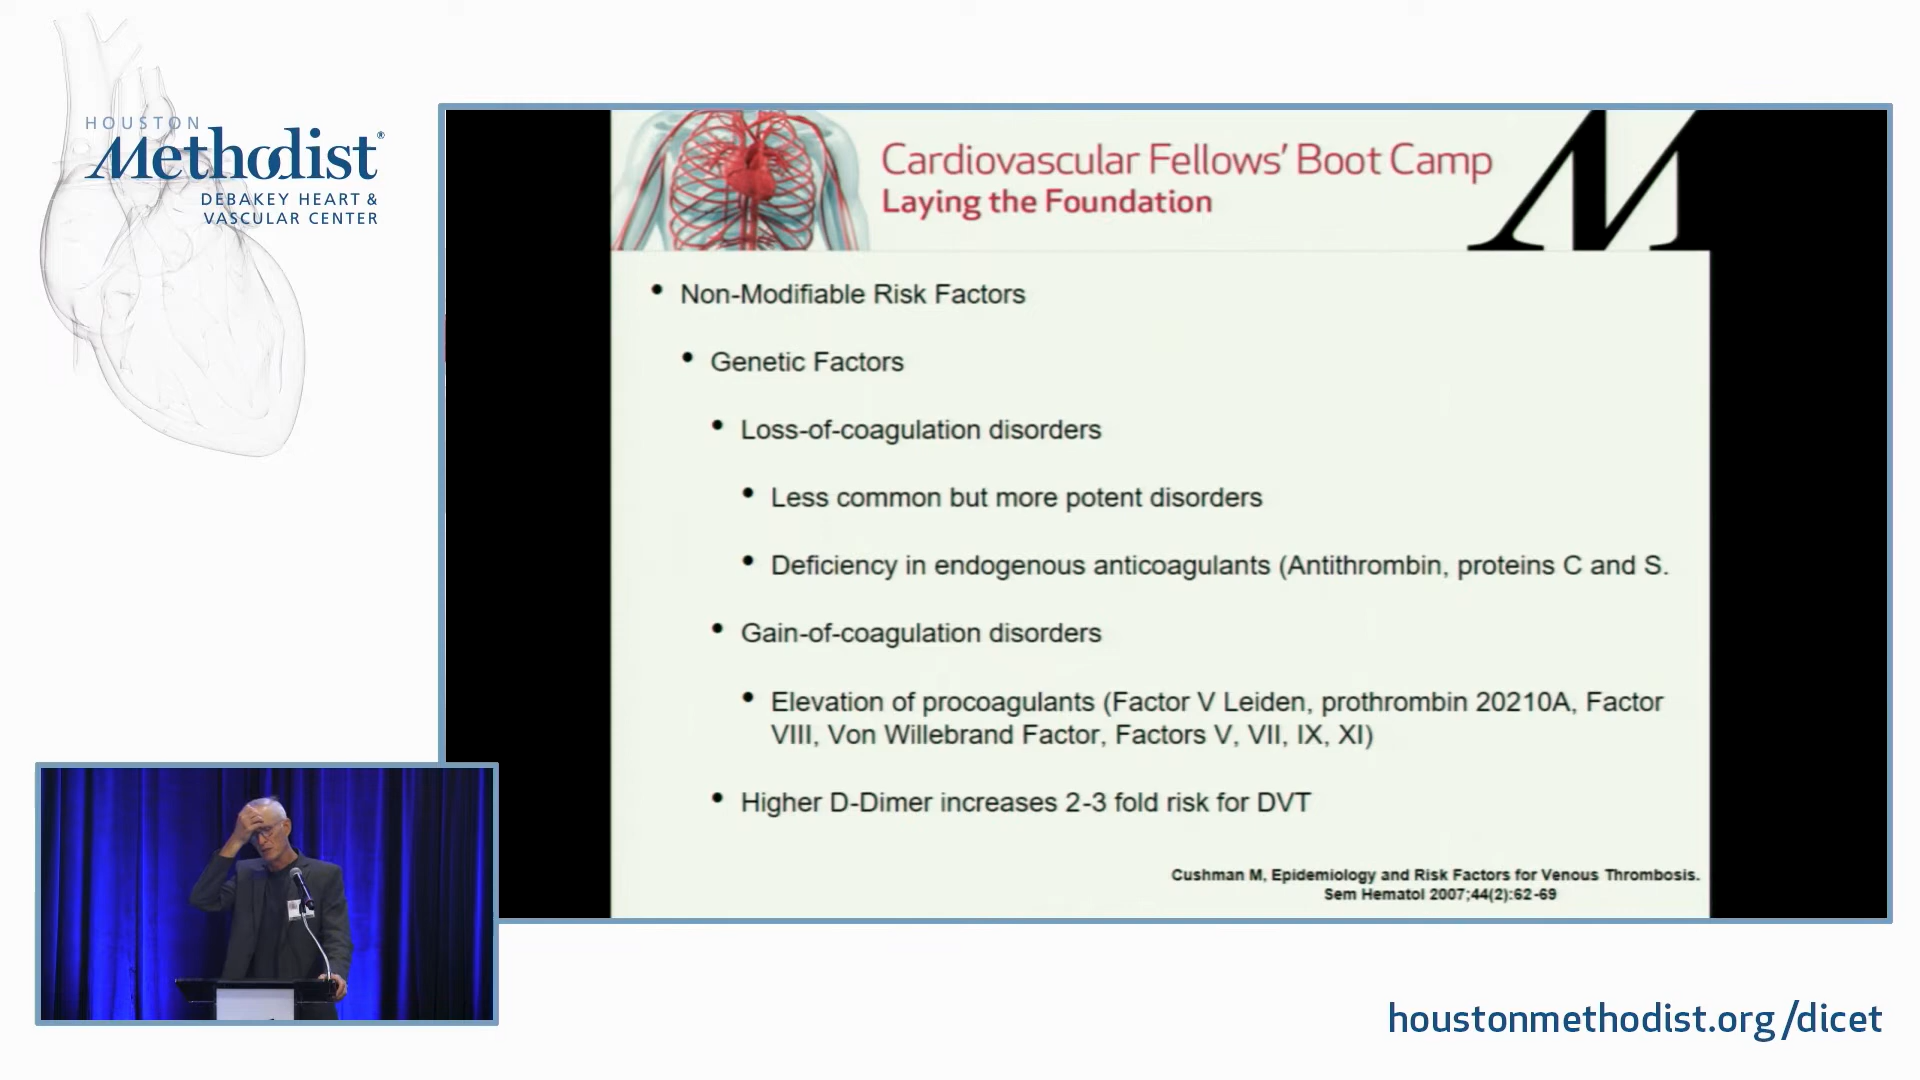 HOUSTON
Methodist®
DEBAKEY HEART &
VASCULAR CENTER
Cardiovascular Fellows' Boot Camp
Laying the Foundation
M
• Non-Modifiable Risk Factors
• Genetic Factors
• Loss-of-coagulation disorders
• Less common but more potent disorders
• Deficiency in endogenous anticoagulants (Antithrombin, proteins C and S.
• Gain-of-coagulation disorders
• Elevation of procoagulants (Factor V Leiden, prothrombin 20210A, Factor
VIII, Von Willebrand Factor, Factors V, VII, IX, XI)
• Higher D-Dimer increases 2-3 fold risk for DVT
Cushman M, Epidemiology and Risk Factors for Venous Thrombosis.
Sem Hematol 2007;44(2):62-69
houstonmethodist.org/dicet